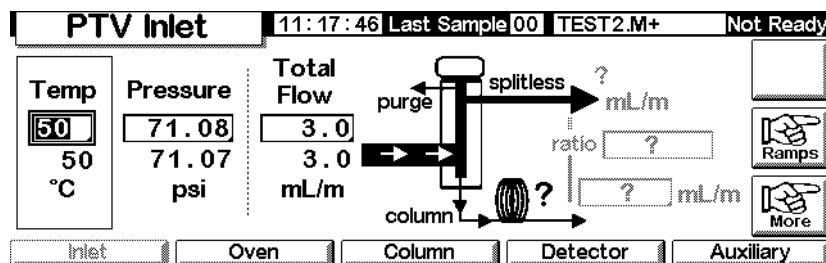 PTV Inlet 11:17:46 Last Sample 00 TEST2.M+ Not Ready
Temp Pressure Total Flow
purge splitless ? mL/m
50 71.08 3.0
50 71.07 3.0
ratio ?
Ramps
°C psi mL/m
column ? ? mL/m
More
Inlet Oven Column Detector Auxiliary